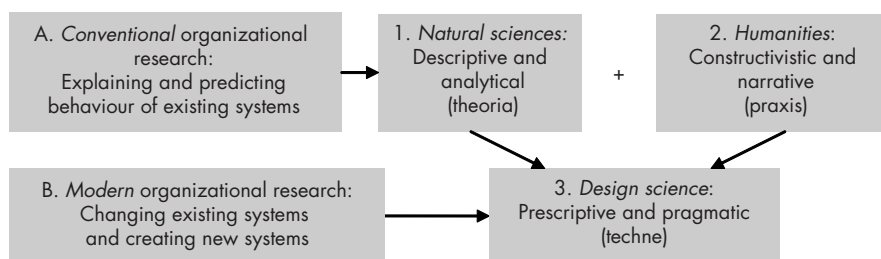 A. Conventional organizational
research:
Explaining and predicting
behaviour of existing systems
1. Natural sciences:
Descriptive and
analytical
(theoria)
+
2. Humanities:
Constructivistic and
narrative
(praxis)
B. Modern organizational research:
Changing existing systems
and creating new systems
3. Design science:
Prescriptive and pragmatic
(techne)